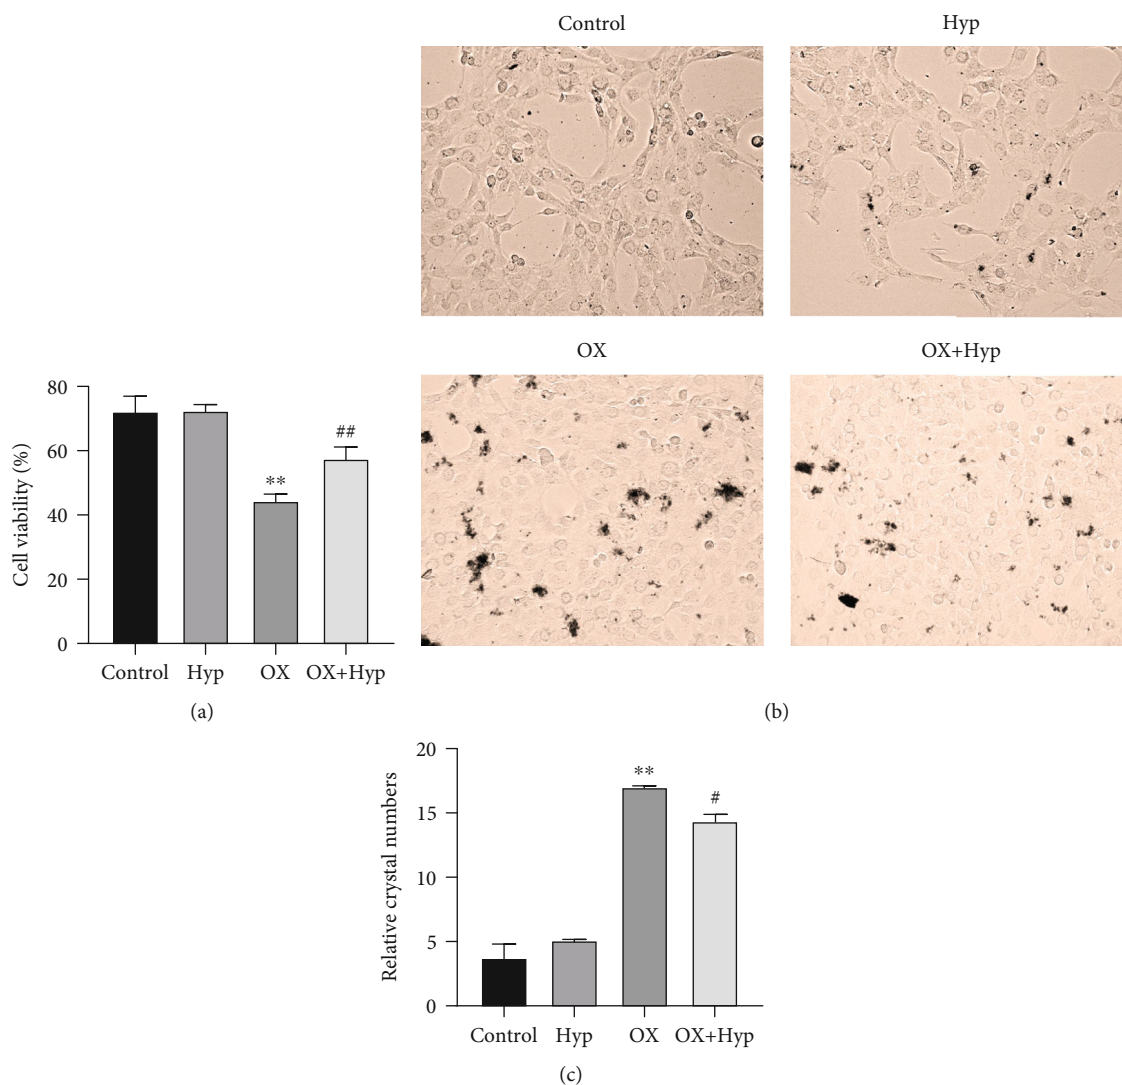 Control
Hyp
OX
OX+Hyp
Cell viability (%)
80
60
40
20
0
**
##
Control Hyp OX OX+Hyp
(a)
(b)
Relative crystal numbers
20
15
10
5
0
**
#
Control Hyp OX OX+Hyp
(c)